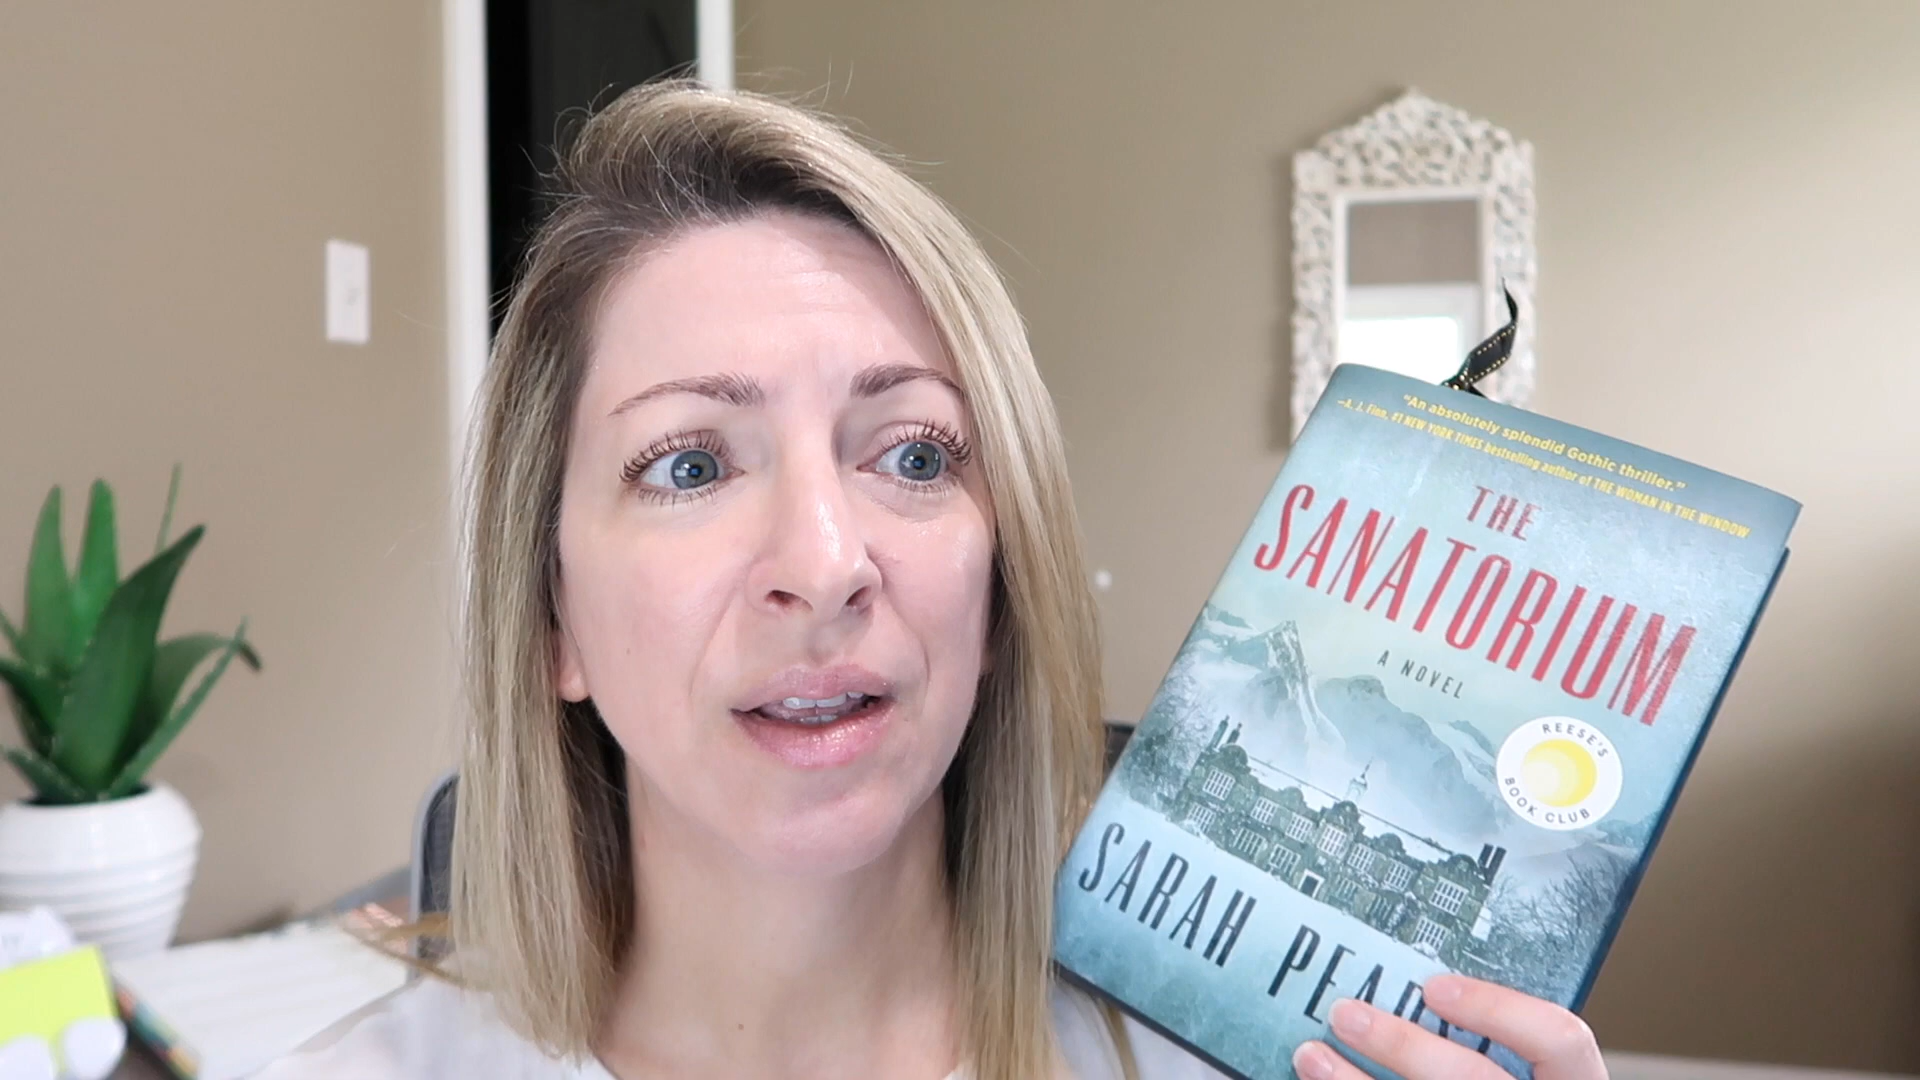 "An absolutely splendid Gothic thriller."
—A. J. Finn, #1 NEW YORK TIMES bestselling author of THE WOMAN IN THE WINDOW
THE
SANATORIUM
A NOVEL
REESE'S
BOOK CLUB
SARAH